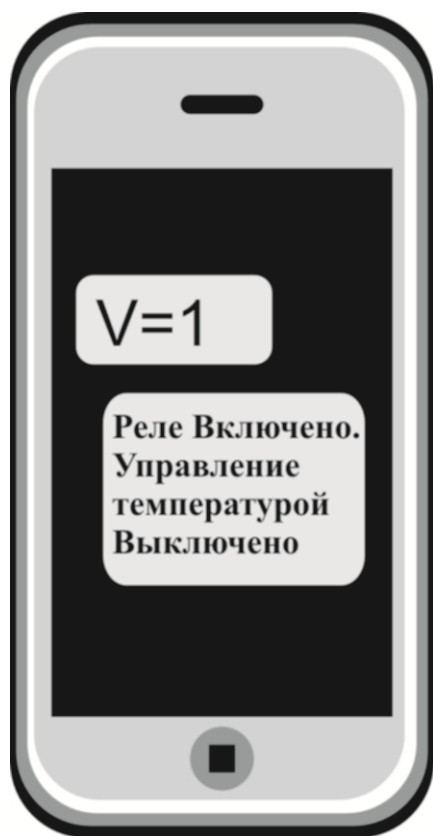 V=1
Реле Включено.
Управление
температурой
Выключено